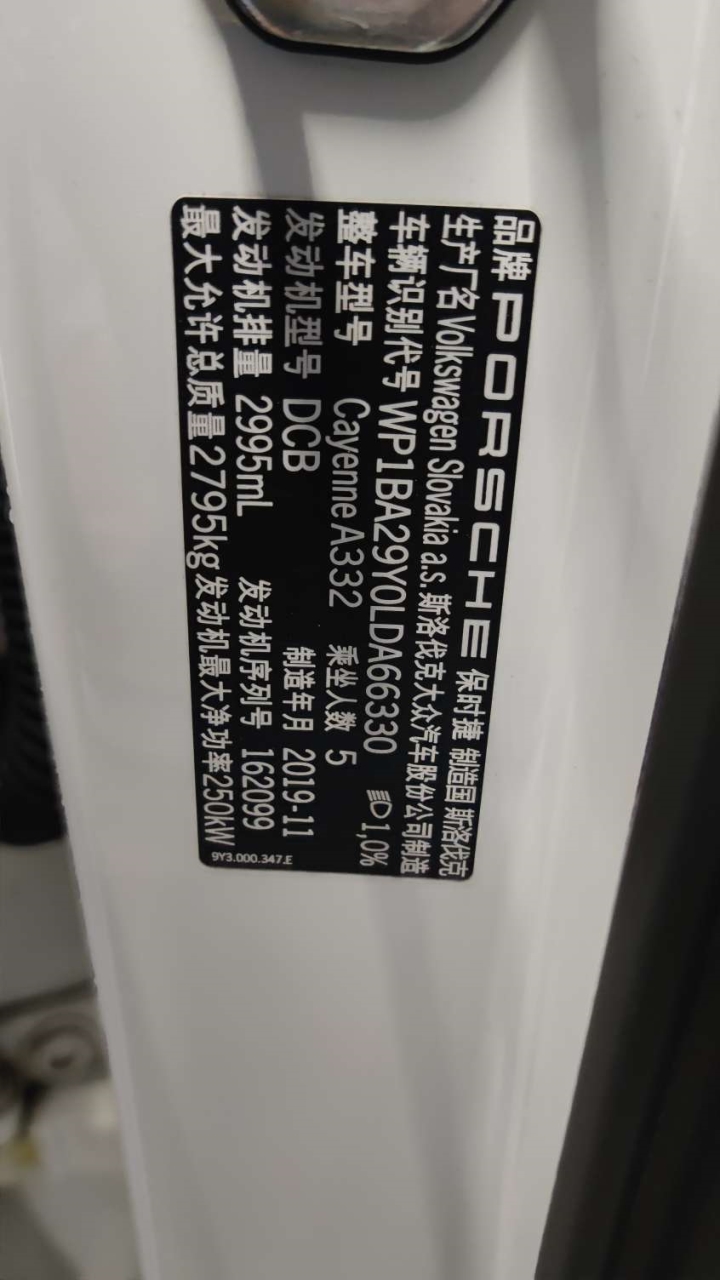 品牌 PORSCHE 保时捷 制造国 斯洛伐克
生产厂名 Volkswagen Slovakia a.s. 斯洛伐克大众汽车股份公司制造
车辆识别代号 WP1BA29Y0LDA66330 1,0%
整车型号 Cayenne A332 乘坐人数 5
发动机型号 DCB 制造年月 2019-11
发动机排量 2995mL 发动机序列号 162099
最大允许总质量 2795kg 发动机最大净功率 250kW
9Y3.000.347.E